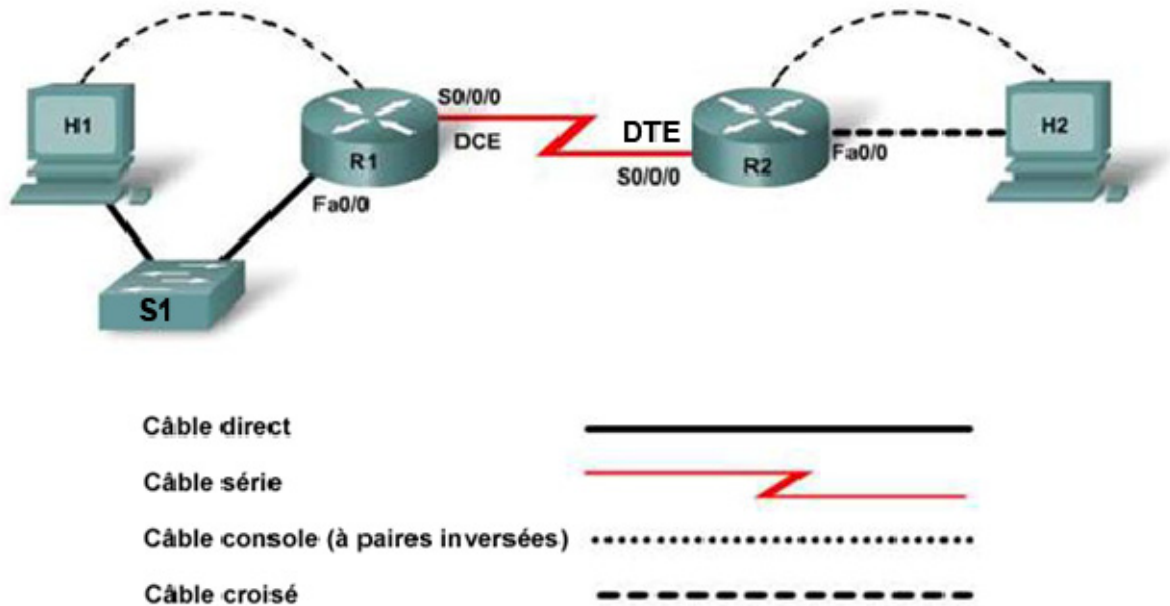 H1
S0/0/0
DCE
R1
Fa0/0
S1
DTE
S0/0/0
R2
Fa0/0
H2
Câble direct
Câble série
Câble console (à paires inversées)
Câble croisé